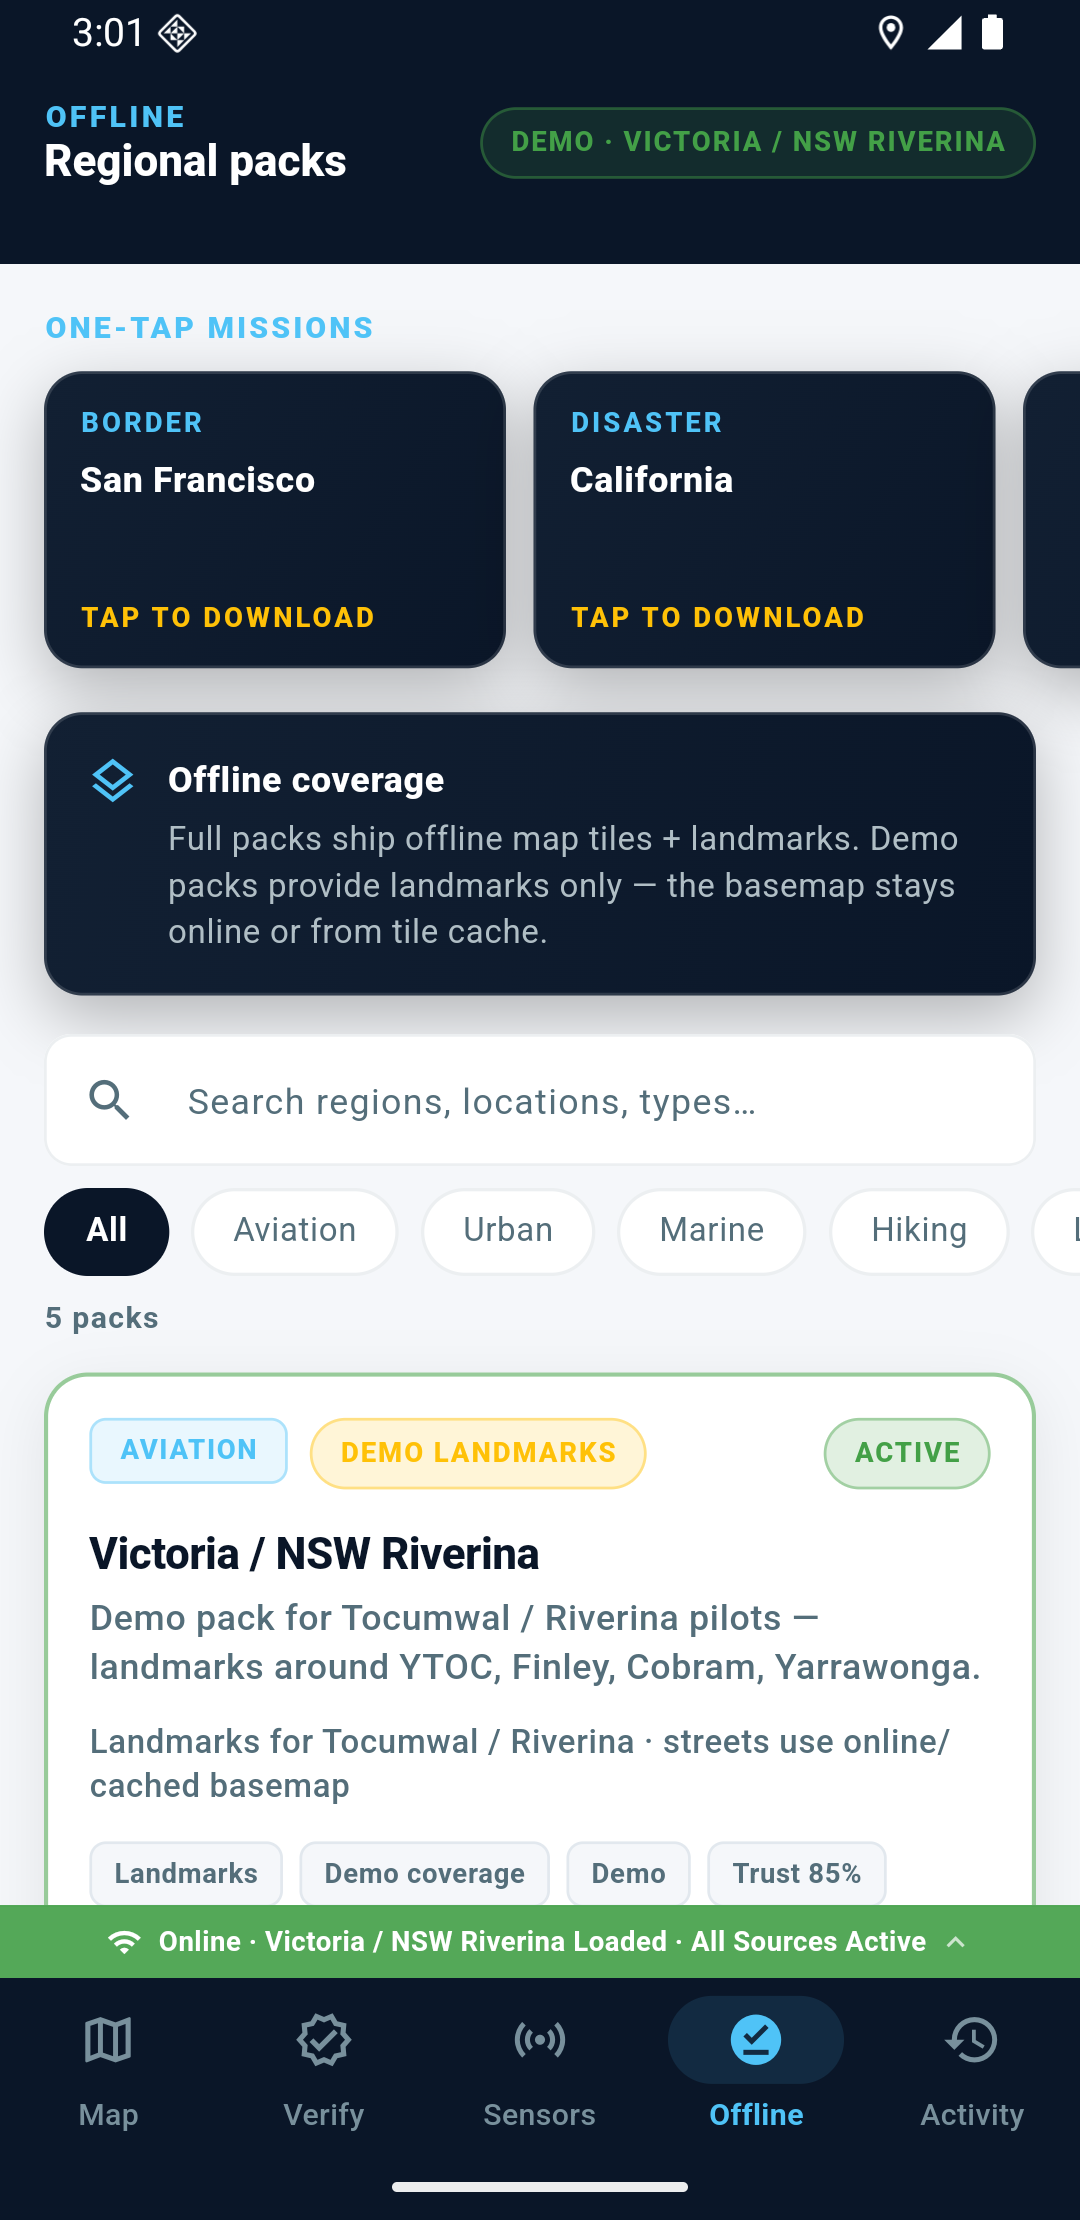 3:01
OFFLINE
Regional packs
DEMO · VICTORIA / NSW RIVERINA
ONE-TAP MISSIONS
BORDER
San Francisco
TAP TO DOWNLOAD
DISASTER
California
TAP TO DOWNLOAD
Offline coverage
Full packs ship offline map tiles + landmarks. Demo
packs provide landmarks only — the basemap stays
online or from tile cache.
Search regions, locations, types…
All
Aviation
Urban
Marine
Hiking
5 packs
AVIATION
DEMO LANDMARKS
ACTIVE
Victoria / NSW Riverina
Demo pack for Tocumwal / Riverina pilots —
landmarks around YTOC, Finley, Cobram, Yarrawonga.
Landmarks for Tocumwal / Riverina · streets use online/
cached basemap
Landmarks
Demo coverage
Demo
Trust 85%
Online · Victoria / NSW Riverina Loaded · All Sources Active
Map
Verify
Sensors
Offline
Activity